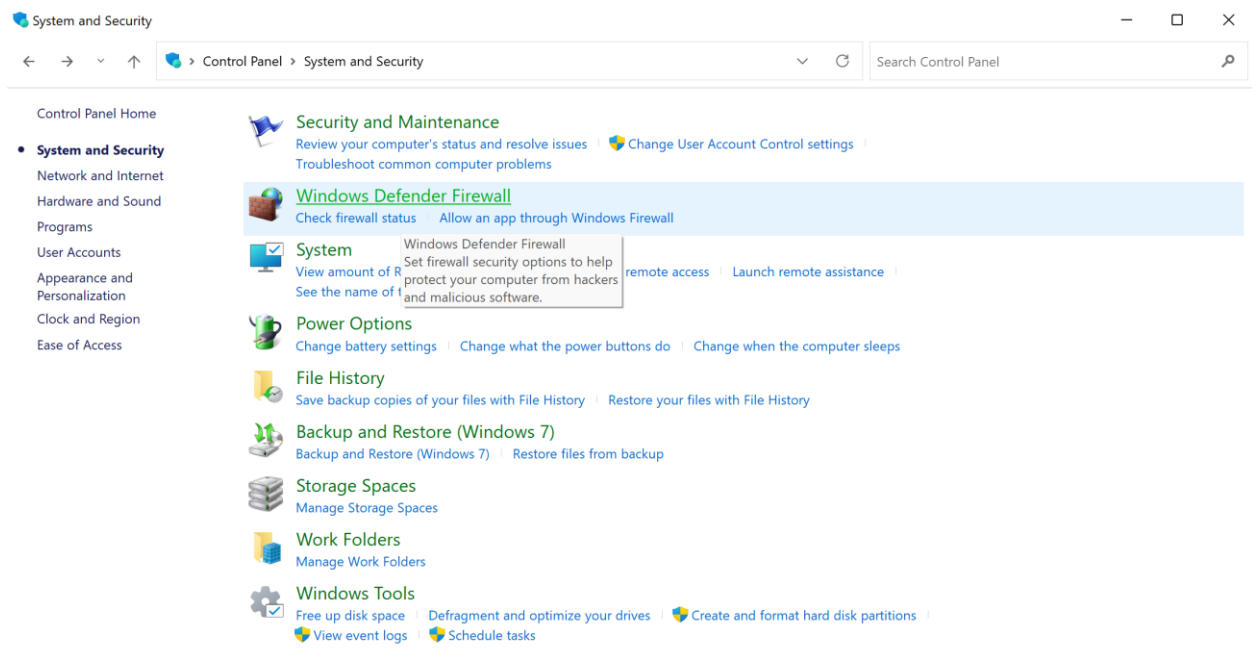 System and Security
Control Panel > System and Security
Search Control Panel
Control Panel Home
System and Security
Network and Internet
Hardware and Sound
Programs
User Accounts
Appearance and
Personalization
Clock and Region
Ease of Access
Security and Maintenance
Review your computer's status and resolve issues Change User Account Control settings
Troubleshoot common computer problems
Windows Defender Firewall
Check firewall status Allow an app through Windows Firewall
Windows Defender Firewall
Set firewall security options to help
protect your computer from hackers
and malicious software.
System
View amount of remote access Launch remote assistance
See the name of
Power Options
Change battery settings Change what the power buttons do Change when the computer sleeps
File History
Save backup copies of your files with File History Restore your files with File History
Backup and Restore (Windows 7)
Backup and Restore (Windows 7) Restore files from backup
Storage Spaces
Manage Storage Spaces
Work Folders
Manage Work Folders
Windows Tools
Free up disk space Defragment and optimize your drives Create and format hard disk partitions
View event logs Schedule tasks